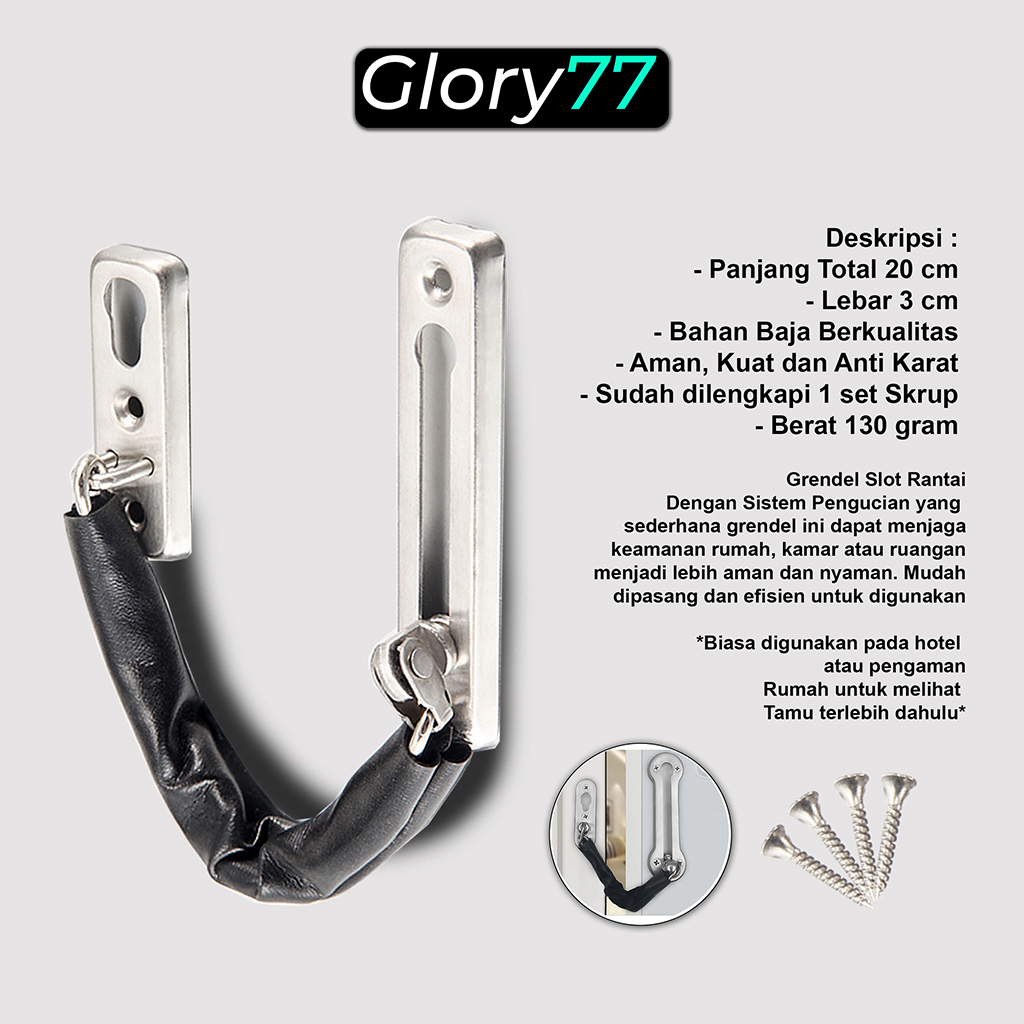 Glory77
Deskripsi :
- Panjang Total 20 cm
- Lebar 3 cm
- Bahan Baja Berkualitas
- Aman, Kuat dan Anti Karat
- Sudah dilengkapi 1 set Skrup
- Berat 130 gram
Grendel Slot Rantai
Dengan Sistem Pengucian yang
sederhana grendel ini dapat menjaga
keamanan rumah, kamar atau ruangan
menjadi lebih aman dan nyaman. Mudah
dipasang dan efisien untuk digunakan
*Biasa digunakan pada hotel
atau pengaman
Rumah untuk melihat
Tamu terlebih dahulu*